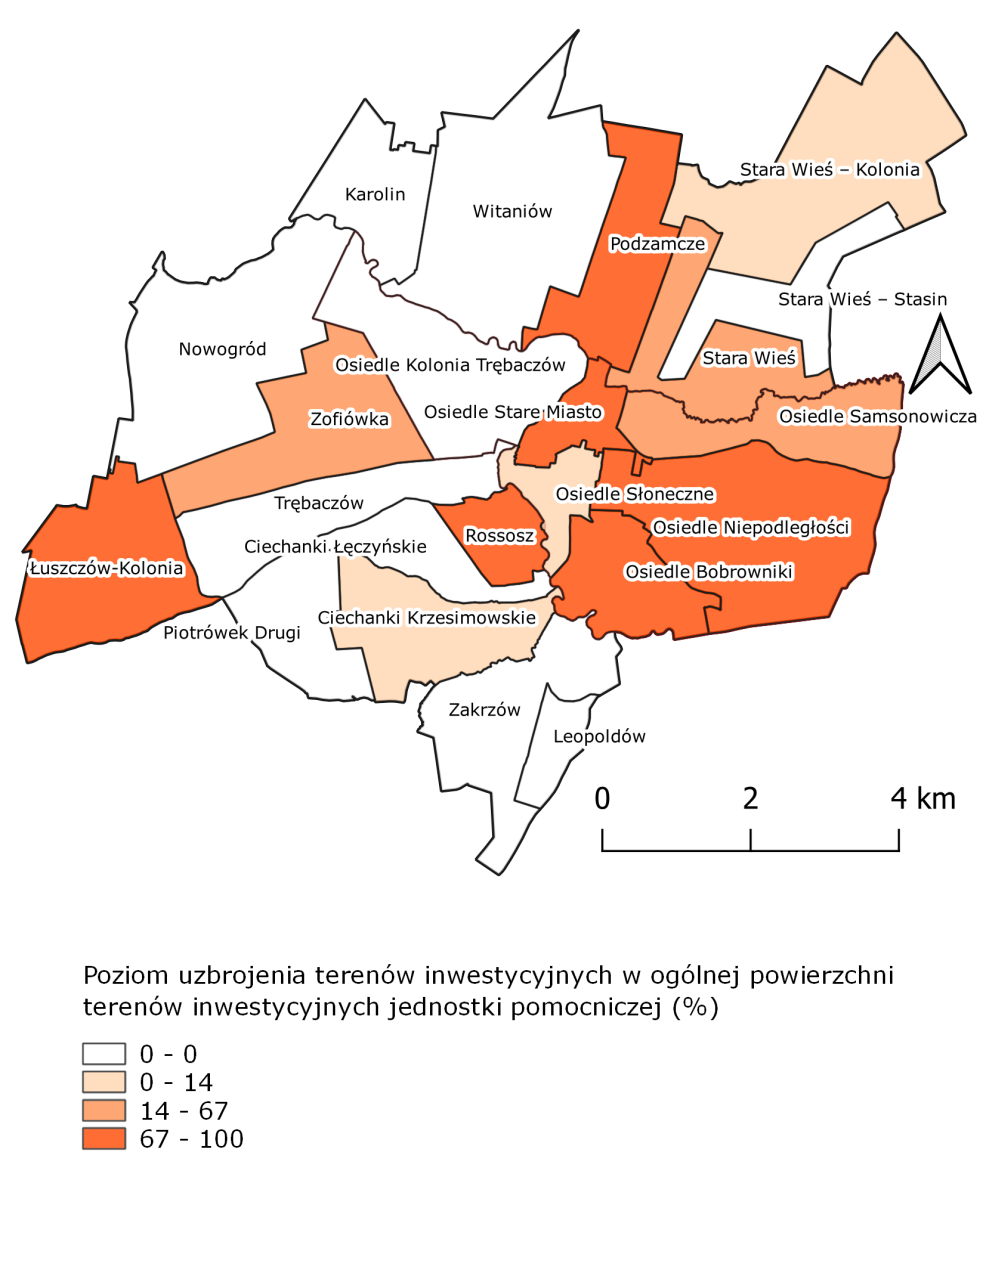 Stara Wieś – Kolonia
Karolin
Witaniów
Podzamcze
Stara Wieś – Stasin
Nowogród
Stara Wieś
Osiedle Kolonia Trębaczów
Osiedle Stare Miasto
Osiedle Samsonowicza
Zofiówka
Osiedle Słoneczne
Trębaczów
Osiedle Niepodległości
Rossosz
Ciechanki Łęczyńskie
Łuszczów-Kolonia
Osiedle Bobrowniki
Ciechanki Krzesimowskie
Piotrówek Drugi
Zakrzów
Leopoldów
0 2 4 km
Poziom uzbrojenia terenów inwestycyjnych w ogólnej powierzchni
terenów inwestycyjnych jednostki pomocniczej (%)
0 - 0
0 - 14
14 - 67
67 - 100